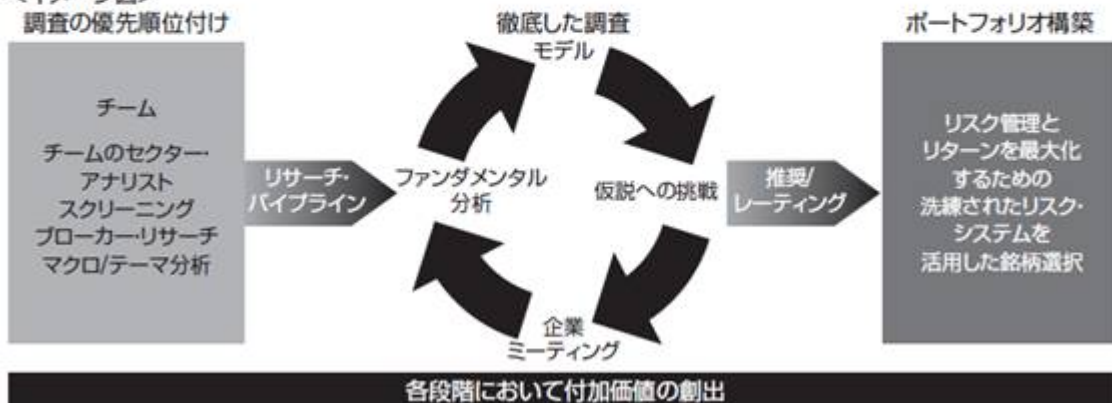 ＜イメージ図＞
調査の優先順位付け
チーム
チームのセクター・
アナリスト
スクリーニング
ブローカー・リサーチ
マクロ/テーマ分析
リサーチ・
パイプライン
徹底した調査
モデル
ファンダメンタル
分析
仮説への挑戦
企業
ミーティング
推奨/
レーティング
ポートフォリオ構築
リスク管理と
リターンを最大化
するための
洗練されたリスク・
システムを
活用した銘柄選択
各段階において付加価値の創出